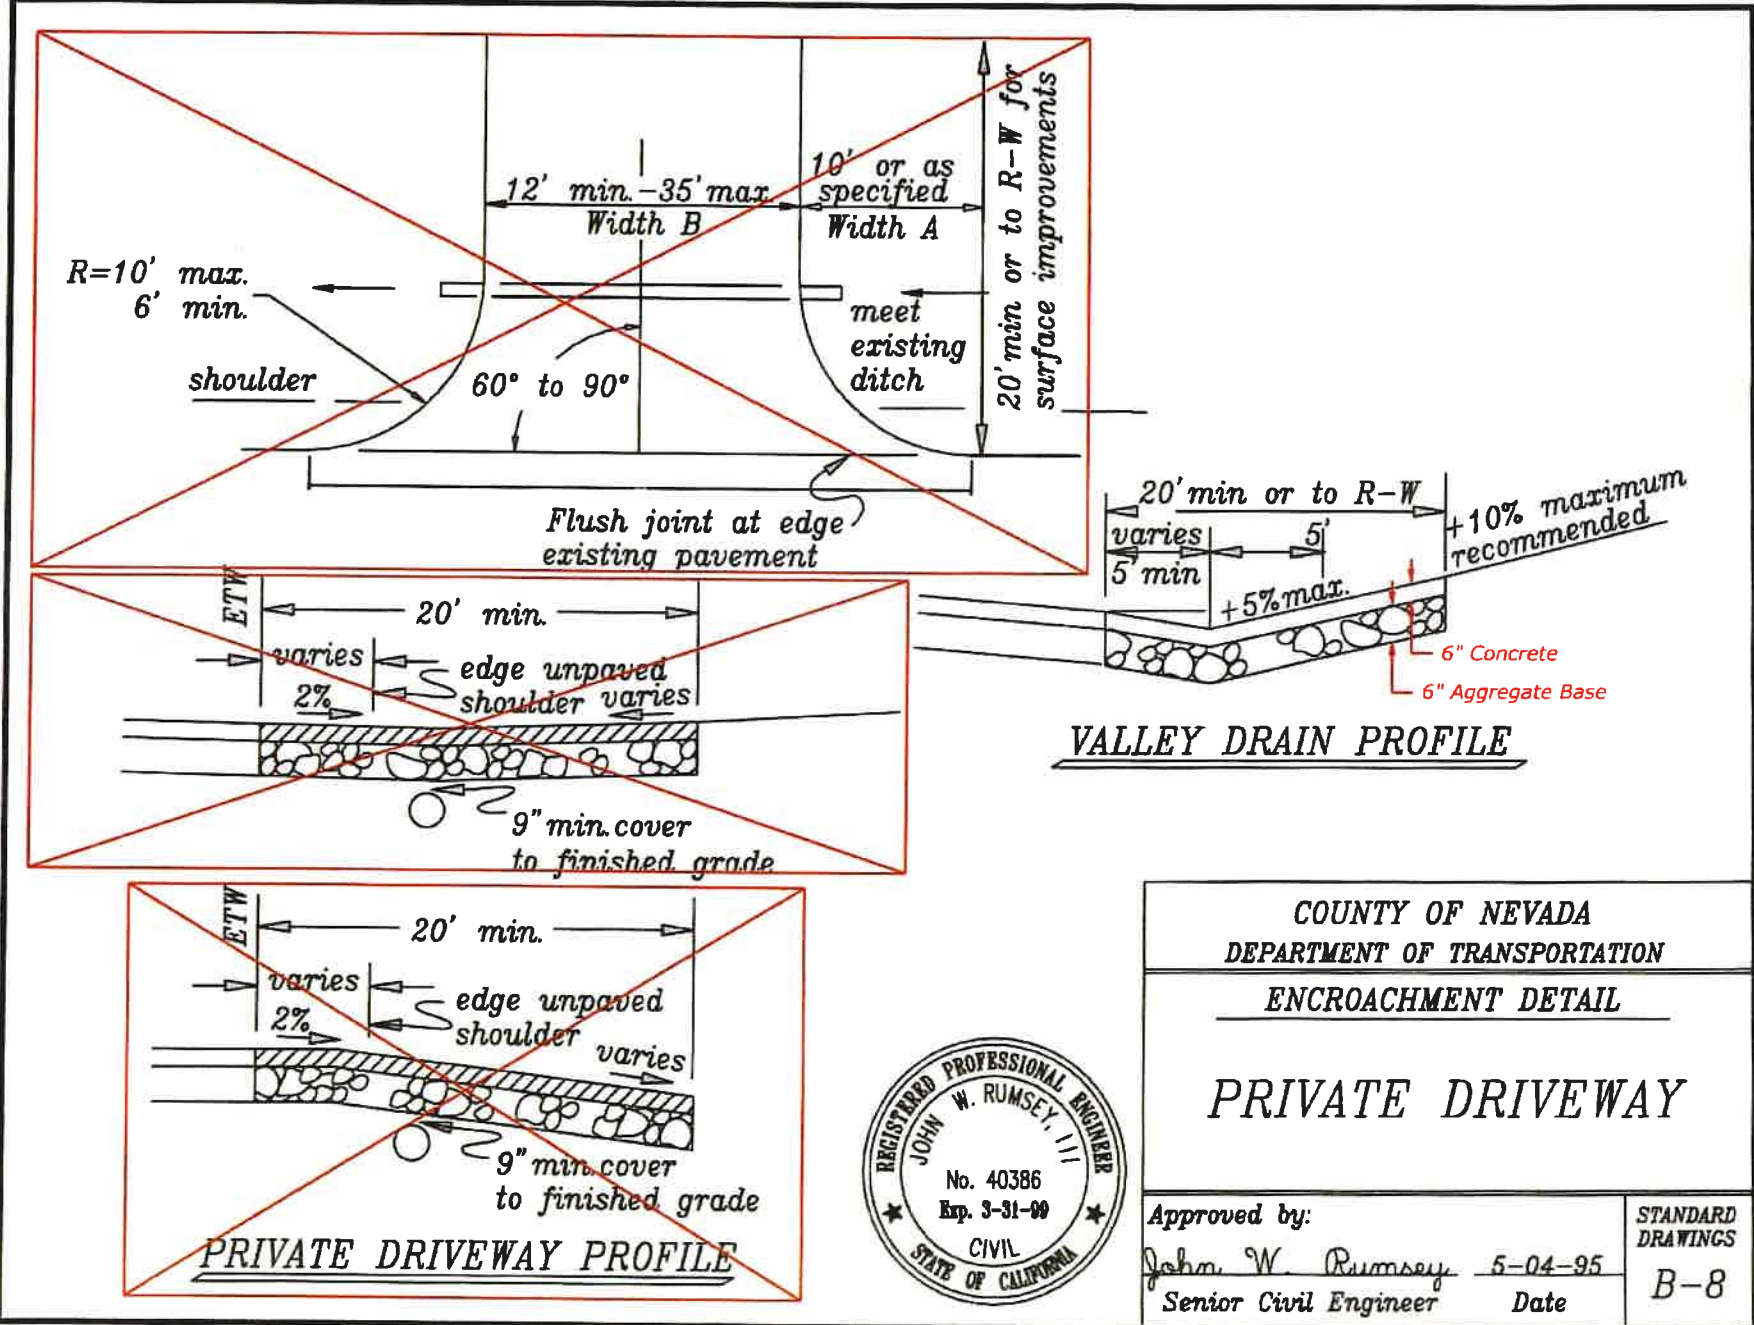 12' min.-35' max
Width B
10' or as
specified
Width A
20' min or to R-W for
surface improvements
R=10' max.
6' min.
meet
existing
ditch
shoulder
60° to 90°
Flush joint at edge
existing pavement
20' min or to R-W
varies
5' min
5'
+5% max.
+10% maximum
recommended
6" Concrete
6" Aggregate Base
VALLEY DRAIN PROFILE
ETW
20' min.
varies
edge unpaved
shoulder varies
2%
9" min. cover
to finished grade
ETW
20' min.
varies
edge unpaved
shoulder
2%
varies
9" min. cover
to finished grade
PRIVATE DRIVEWAY PROFILE
REGISTERED PROFESSIONAL ENGINEER
JOHN W. RUMSEY, III
No. 40386
Exp. 3-31-99
CIVIL
STATE OF CALIFORNIA
COUNTY OF NEVADA
DEPARTMENT OF TRANSPORTATION
ENCROACHMENT DETAIL
PRIVATE DRIVEWAY
Approved by:
John W. Rumsey 5-04-95
Senior Civil Engineer Date
STANDARD
DRAWINGS
B-8